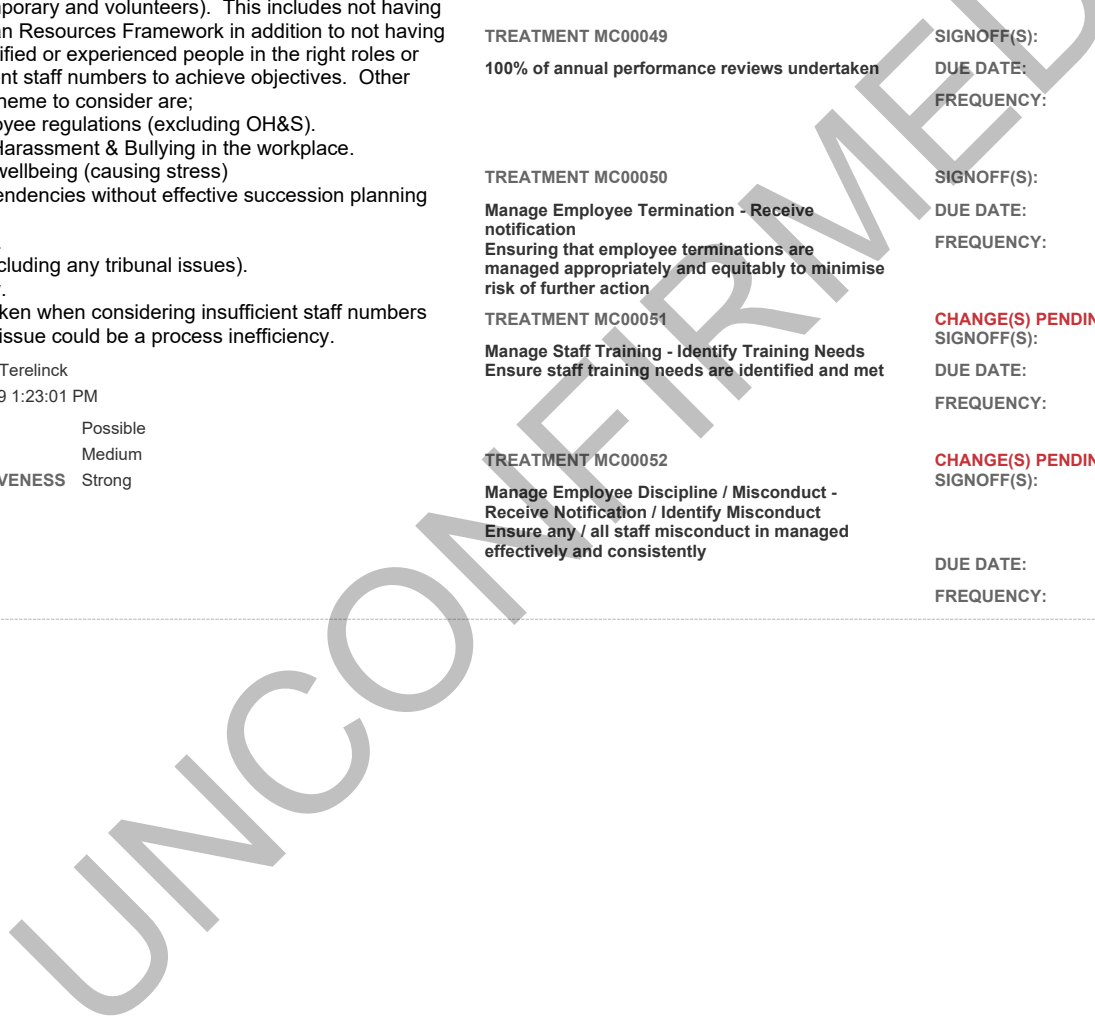 porary and volunteers). This includes not having
an Resources Framework in addition to not having
ified or experienced people in the right roles or
nt staff numbers to achieve objectives. Other
heme to consider are;
oyee regulations (excluding OH&S).
Harassment & Bullying in the workplace.
wellbeing (causing stress)
endencies without effective succession planning
cluding any tribunal issues).
ken when considering insufficient staff numbers
issue could be a process inefficiency.
Terelinck
9 1:23:01 PM
Possible
Medium
VENESS Strong
TREATMENT MC00049
100% of annual performance reviews undertaken
SIGNOFF(S):
DUE DATE:
FREQUENCY:
TREATMENT MC00050
Manage Employee Termination - Receive
notification
Ensuring that employee terminations are
managed appropriately and equitably to minimise
risk of further action
SIGNOFF(S):
DUE DATE:
FREQUENCY:
TREATMENT MC00051
Manage Staff Training - Identify Training Needs
Ensure staff training needs are identified and met
CHANGE(S) PENDIN
SIGNOFF(S):
DUE DATE:
FREQUENCY:
TREATMENT MC00052
Manage Employee Discipline / Misconduct -
Receive Notification / Identify Misconduct
Ensure any / all staff misconduct in managed
effectively and consistently
CHANGE(S) PENDIN
SIGNOFF(S):
DUE DATE:
FREQUENCY:
UNCONFIRMED